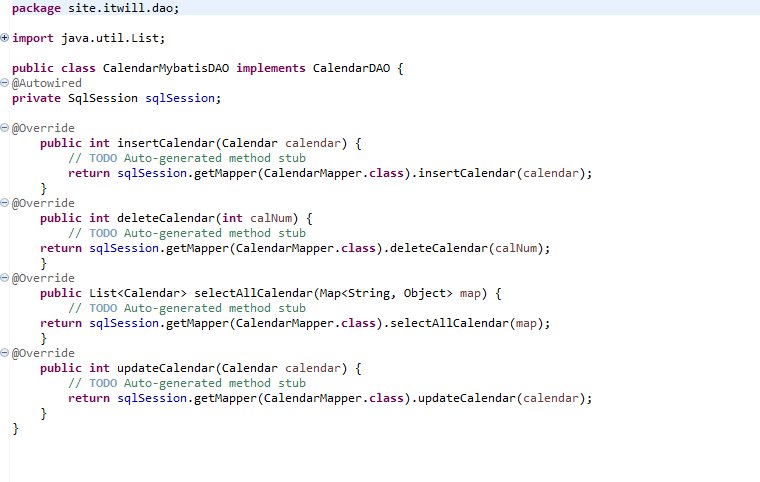 package site.itwill.dao;
import java.util.List;
public class CalendarMybatisDAO implements CalendarDAO {
@Autowired
private SqlSession sqlSession;
@Override
public int insertCalendar(Calendar calendar) {
// TODO Auto-generated method stub
return sqlSession.getMapper(CalendarMapper.class).insertCalendar(calendar);
}
@Override
public int deleteCalendar(int calNum) {
// TODO Auto-generated method stub
return sqlSession.getMapper(CalendarMapper.class).deleteCalendar(calNum);
}
@Override
public List<Calendar> selectAllCalendar(Map<String, Object> map) {
// TODO Auto-generated method stub
return sqlSession.getMapper(CalendarMapper.class).selectAllCalendar(map);
}
@Override
public int updateCalendar(Calendar calendar) {
// TODO Auto-generated method stub
return sqlSession.getMapper(CalendarMapper.class).updateCalendar(calendar);
}
}